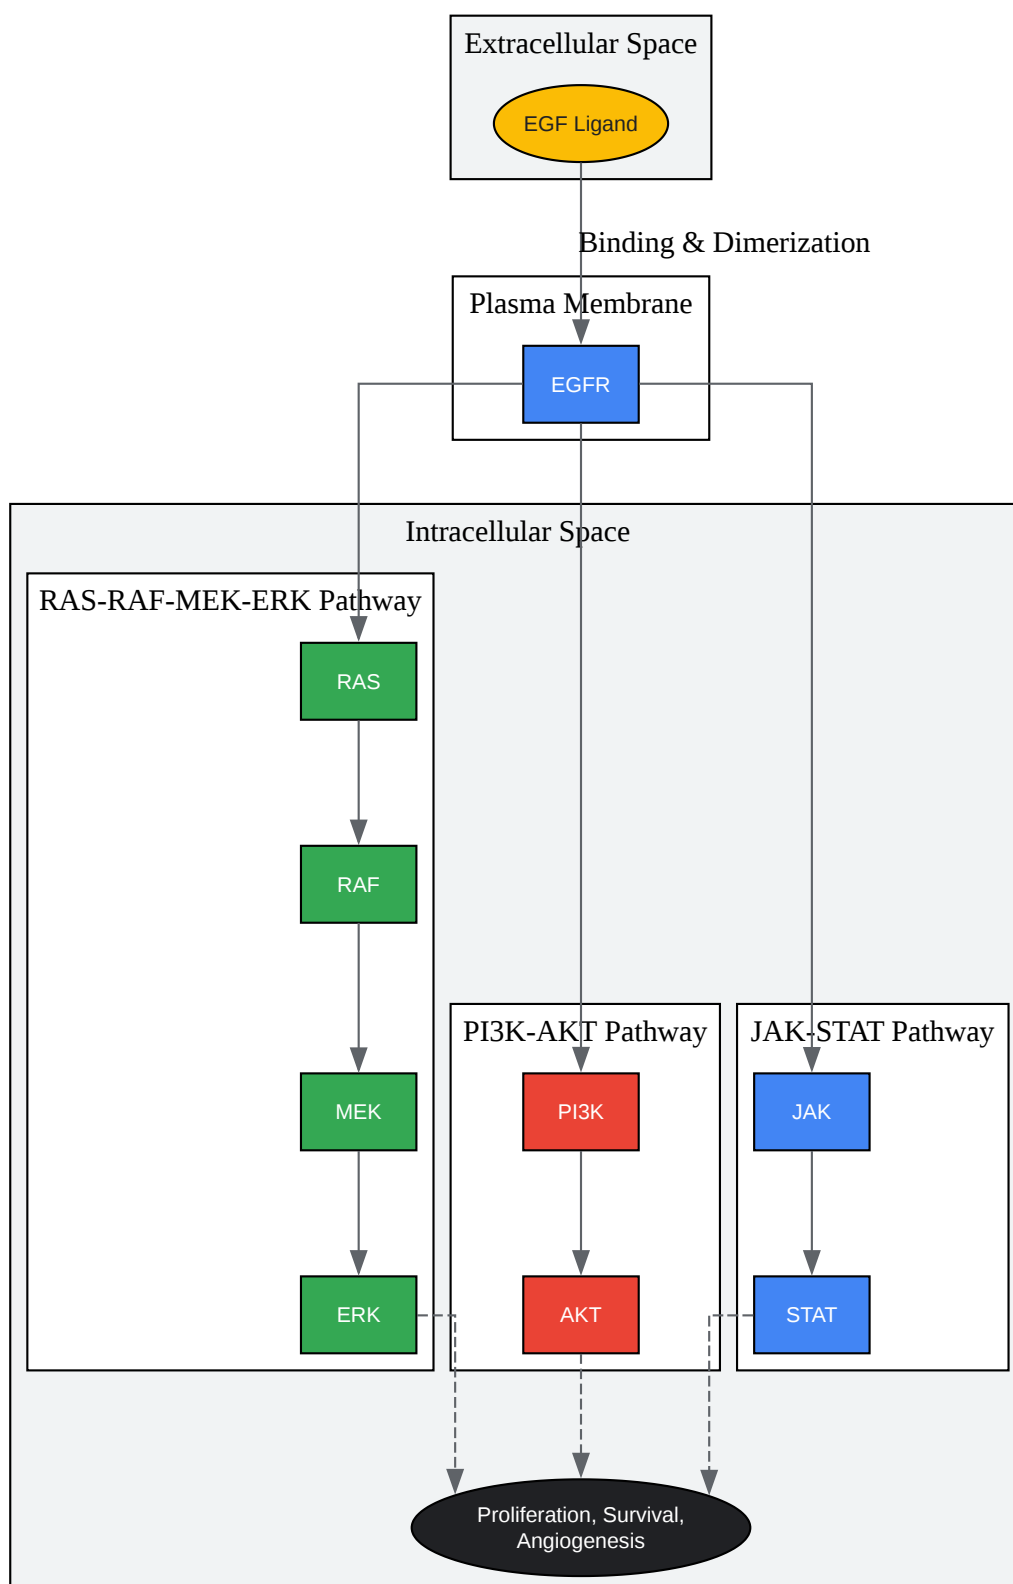 Extracellular Space
EGF Ligand
Binding & Dimerization
Plasma Membrane
EGFR
Intracellular Space
RAS-RAF-MEK-ERK Pathway
RAS
RAF
MEK
ERK
PI3K-AKT Pathway
PI3K
AKT
JAK-STAT Pathway
JAK
STAT
Proliferation, Survival,
Angiogenesis